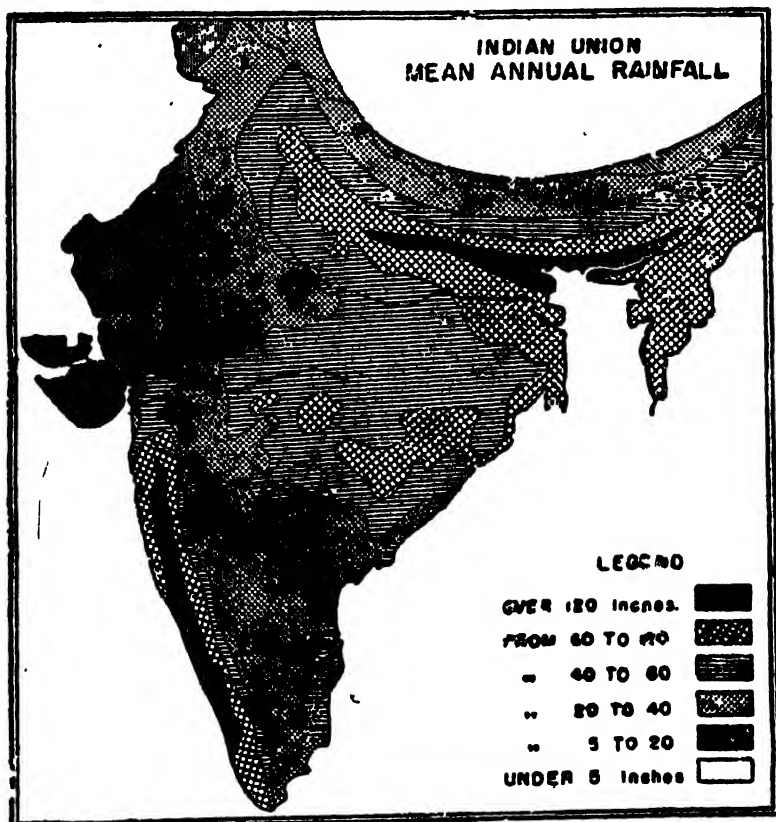 INDIAN UNION
MEAN ANNUAL RAINFALL
LEGEND
OVER 120 Inches.
FROM 60 TO 120
" 40 TO 60
" 20 TO 40
" 5 TO 20
UNDER 5 Inches